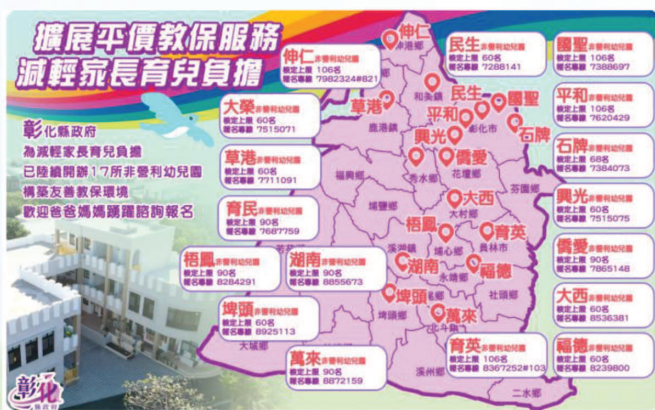 擴展平價教保服務
減輕家長育兒負擔
彰化縣政府
為減輕家長育兒負擔
已陸續開辦17所非營利幼兒園
構築友善教保環境
歡迎爸爸媽媽踴躍諮詢報名
伸仁非營利幼兒園
核定上限 106名
報名專線 7982324#821
民生非營利幼兒園
核定上限 60名
報名專線 7288141
國聖非營利幼兒園
核定上限 106名
報名專線 7388697
大榮非營利幼兒園
核定上限 60名
報名專線 7515071
平和非營利幼兒園
核定上限 106名
報名專線 7620429
草港非營利幼兒園
核定上限 60名
報名專線 7711091
石牌非營利幼兒園
核定上限 68名
報名專線 7384073
育民非營利幼兒園
核定上限 90名
報名專線 7687759
興光非營利幼兒園
核定上限 60名
報名專線 7515075
梧鳳非營利幼兒園
核定上限 90名
報名專線 8284291
湖南非營利幼兒園
核定上限 90名
報名專線 8855673
僑愛非營利幼兒園
核定上限 90名
報名專線 7865148
埤頭非營利幼兒園
核定上限 60名
報名專線 8925113
大西非營利幼兒園
核定上限 60名
報名專線 8536381
萬來非營利幼兒園
核定上限 90名
報名專線 8872159
育英非營利幼兒園
核定上限 106名
報名專線 8367252#103
福德非營利幼兒園
核定上限 60名
報名專線 8239800
伸仁
伸港鄉
和美鎮
民生
國聖
草港
平和
彰化市
石牌
鹿港鎮
興光
僑愛
福興鄉
秀水鄉
花壇鄉
芬園鄉
大西
埔鹽鄉
大村鄉
梧鳳
育英
溪湖鎮
埔心鄉
員林市
湖南
福德
永靖鄉
社頭鄉
埤頭
萬來
埤頭鄉
北斗鎮
大城鄉
溪州鄉
二水鄉
彰化
縣政府